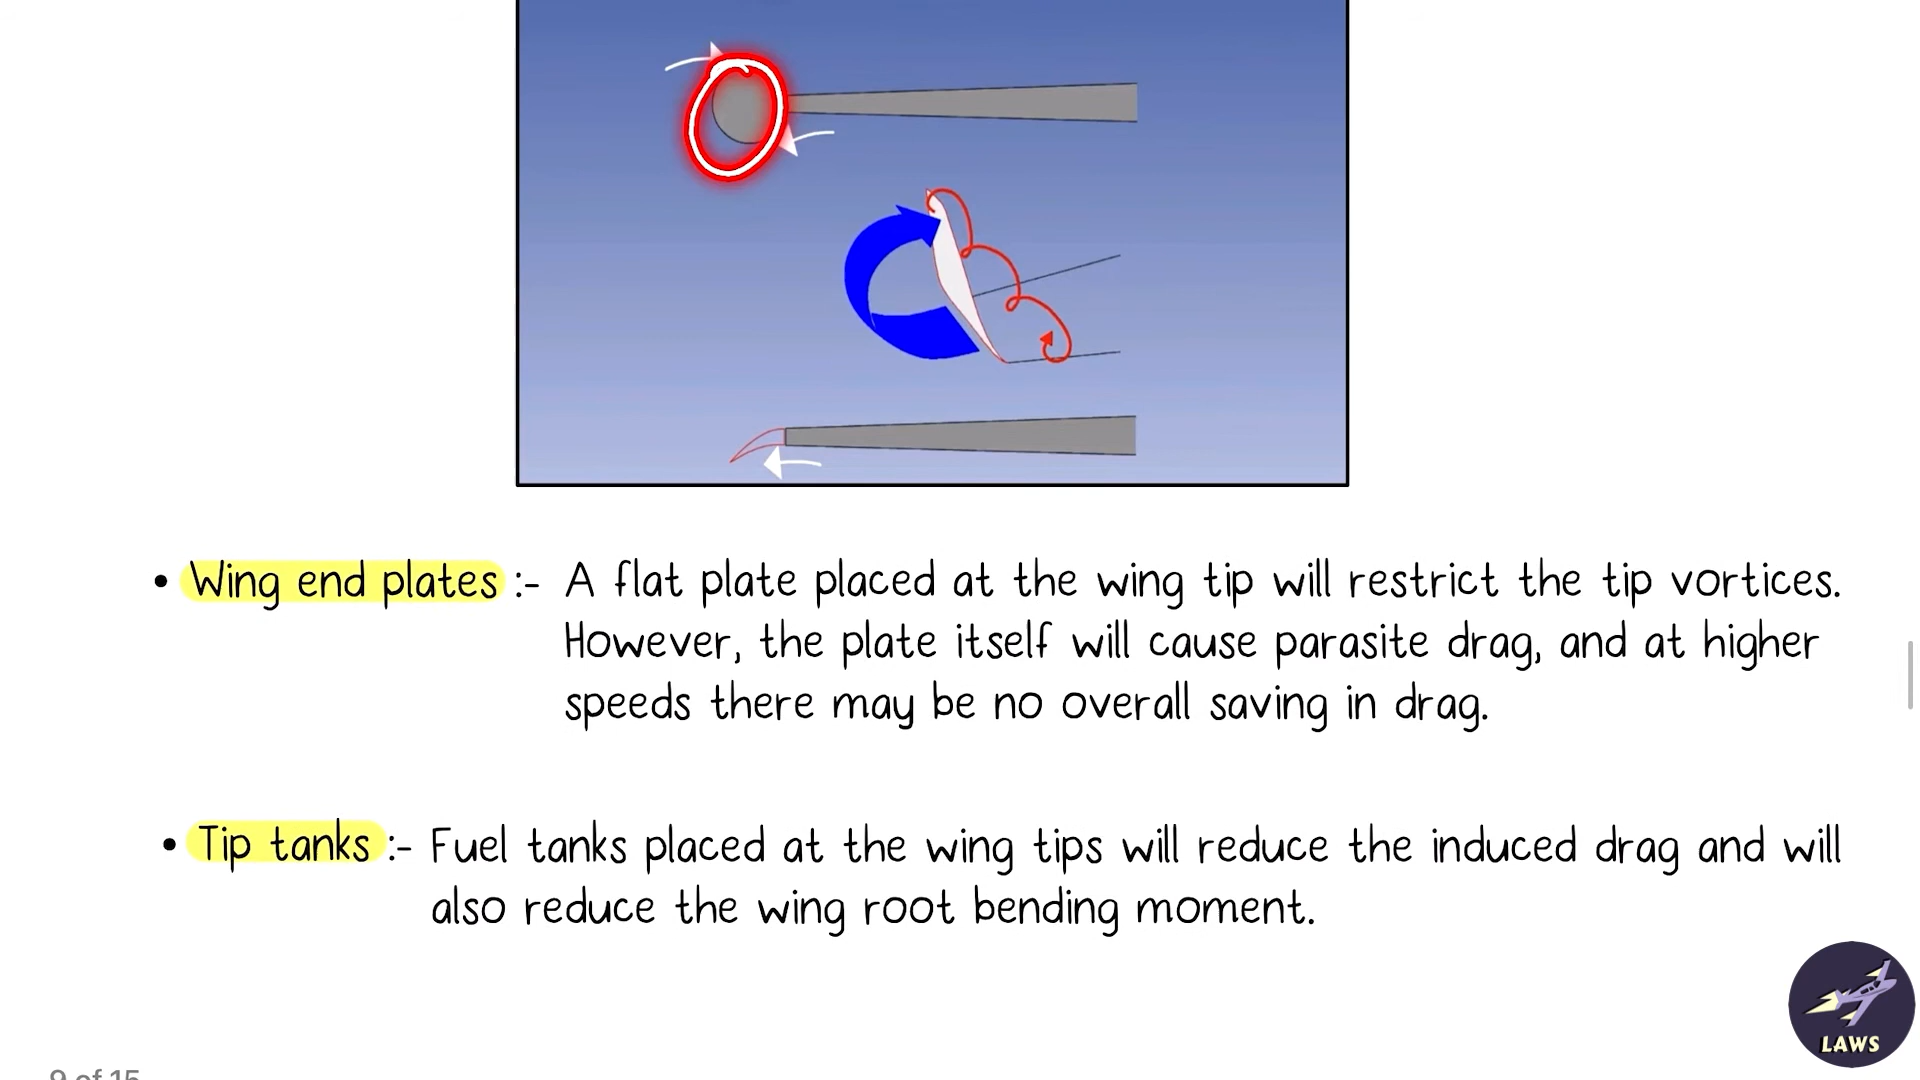 • Wing end plates :- A flat plate placed at the wing tip will restrict the tip vortices.
However, the plate itself will cause parasite drag, and at higher
speeds there may be no overall saving in drag.
• Tip tanks :- Fuel tanks placed at the wing tips will reduce the induced drag and will
also reduce the wing root bending moment.
LAWS
9 of 15